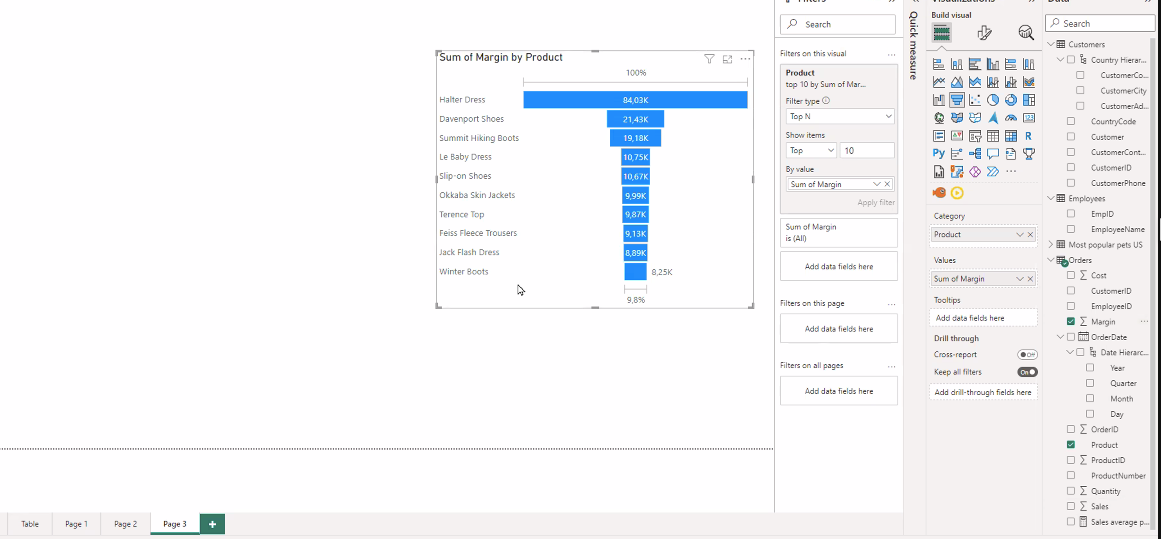 Sum of Margin by Product
100%
Halter Dress 84,03K
Davenport Shoes 21,43K
Summit Hiking Boots 19,18K
Le Baby Dress 10,75K
Slip-on Shoes 10,67K
Okkaba Skin Jackets 9,99K
Terence Top 9,87K
Feiss Fleece Trousers 9,13K
Jack Flash Dress 8,89K
Winter Boots 8,25K
9,8%
Table
Page 1
Page 2
Page 3
+
Filters
Search
Filters on this visual
Product
top 10 by Sum of Mar...
Filter type
Top N
Show items
Top 10
By value
Sum of Margin
Apply filter
Sum of Margin
is (All)
Add data fields here
Filters on this page
Add data fields here
Filters on all pages
Add data fields here
Quick measure
Visualizations
Build visual
123
R
Py
Category
Product
Values
Sum of Margin
Tooltips
Add data fields here
Drill through
Cross-report Off
Keep all filters On
Add drill-through fields here
Data
Search
Customers
Country Hierar...
CustomerCo...
CustomerCity
CustomerAd...
CountryCode
Customer
CustomerCont...
CustomerID
CustomerPhone
Employees
EmpID
EmployeeName
Most popular pets US
Orders
Cost
CustomerID
EmployeeID
Margin
OrderDate
Date Hierarc...
Year
Quarter
Month
Day
OrderID
Product
ProductID
ProductNumber
Quantity
Sales
Sales average p...